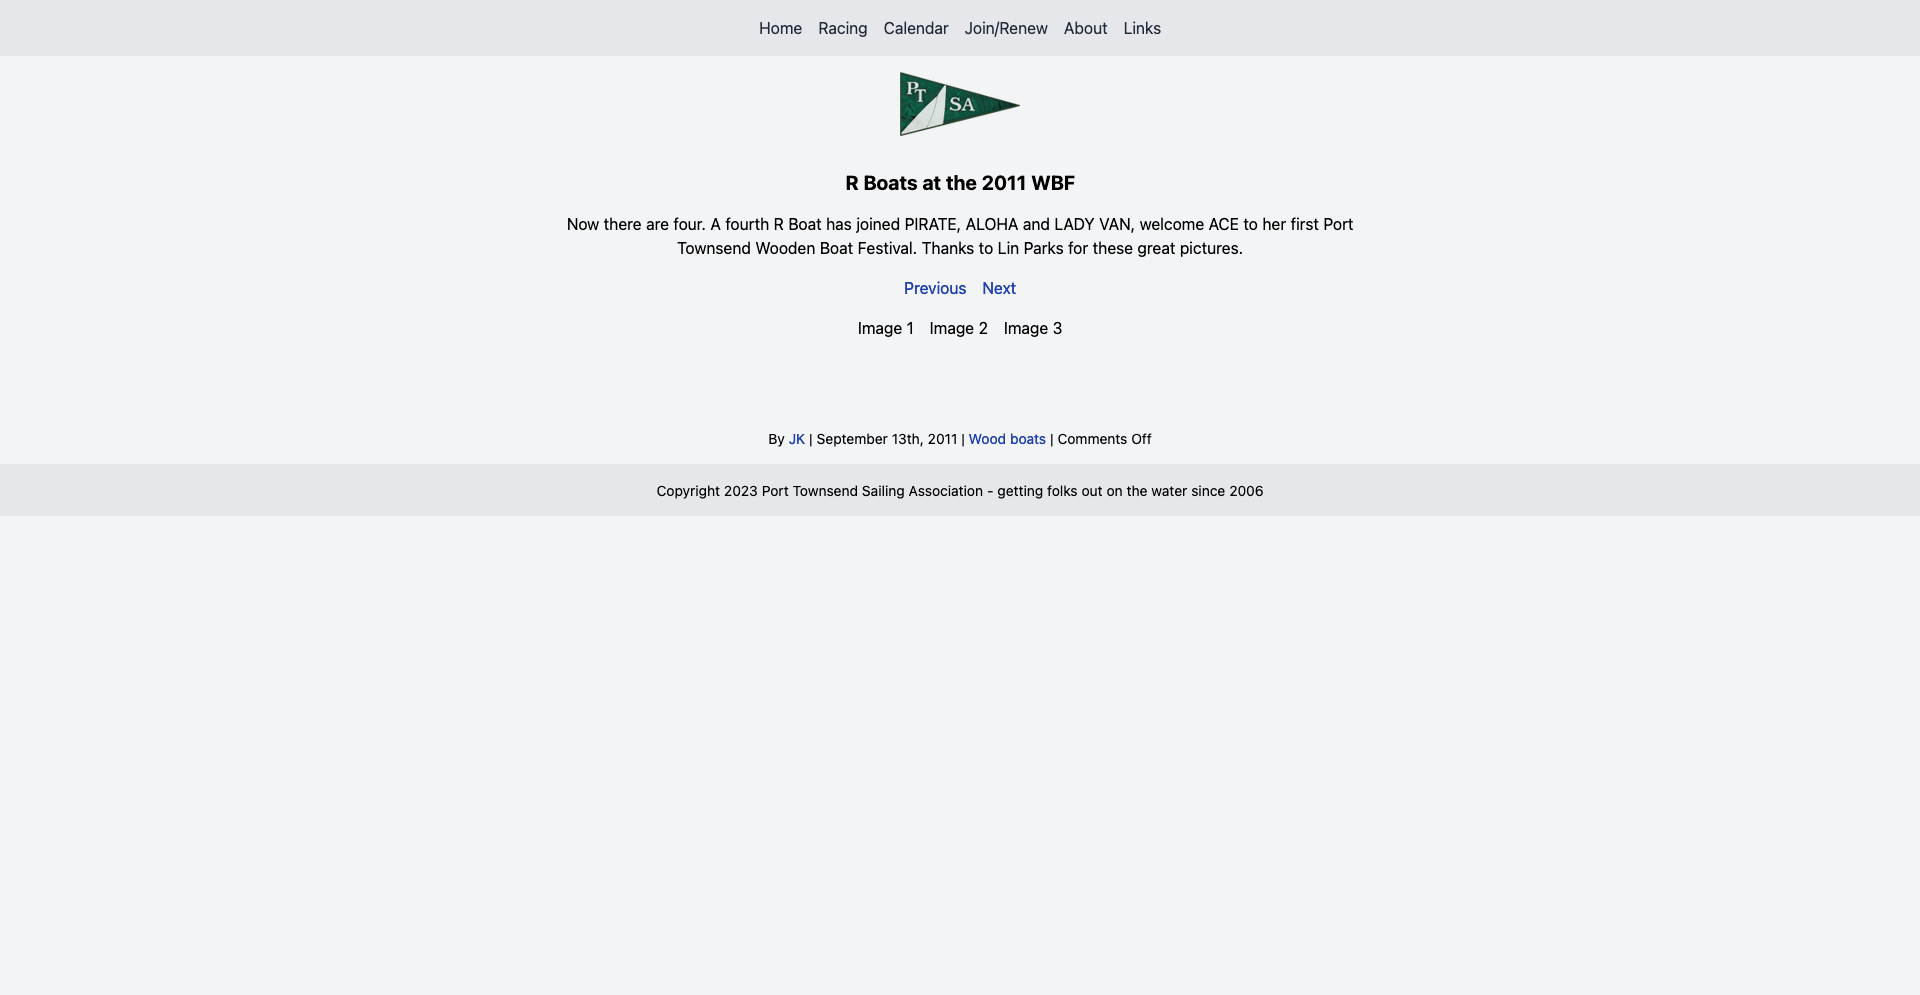 Home Racing Calendar Join/Renew About Links
PT SA
R Boats at the 2011 WBF
Now there are four. A fourth R Boat has joined PIRATE, ALOHA and LADY VAN, welcome ACE to her first Port
Townsend Wooden Boat Festival. Thanks to Lin Parks for these great pictures.
Previous Next
Image 1 Image 2 Image 3
By JK | September 13th, 2011 | Wood boats | Comments Off
Copyright 2023 Port Townsend Sailing Association - getting folks out on the water since 2006